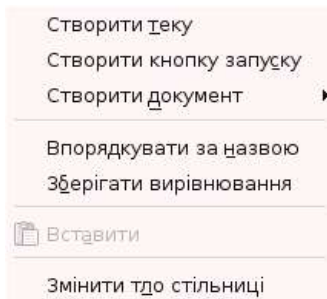 Створити теку
Створити кнопку запуску
Створити документ
Впорядкувати за назвою
Зберігати вирівнювання
Вставити
Змінити тло стільниці